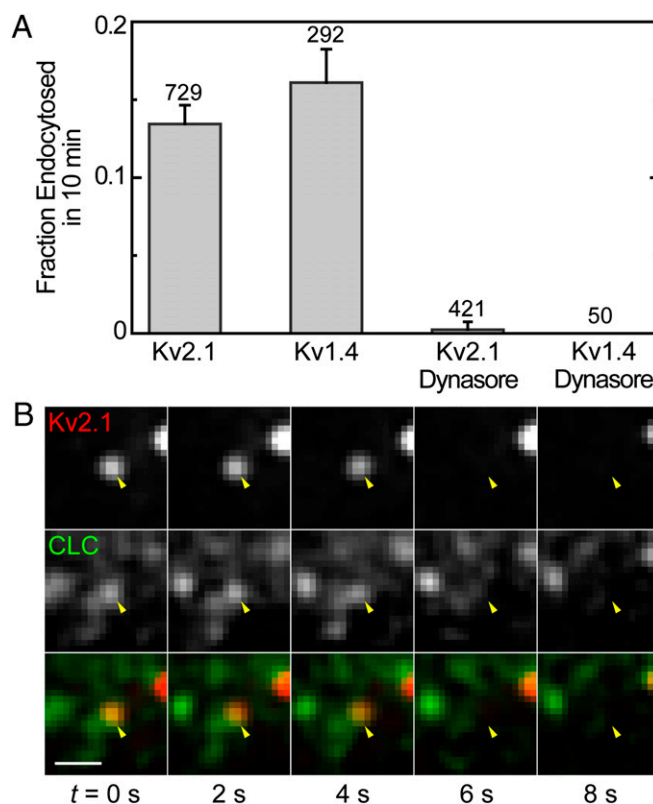 A
Fraction Endocytosed
in 10 min
0.2
0.1
0
729
292
421
50
Kv2.1
Kv1.4
Kv2.1
Dynasore
Kv1.4
Dynasore
B
Kv2.1
CLC
t = 0 s
2 s
4 s
6 s
8 s